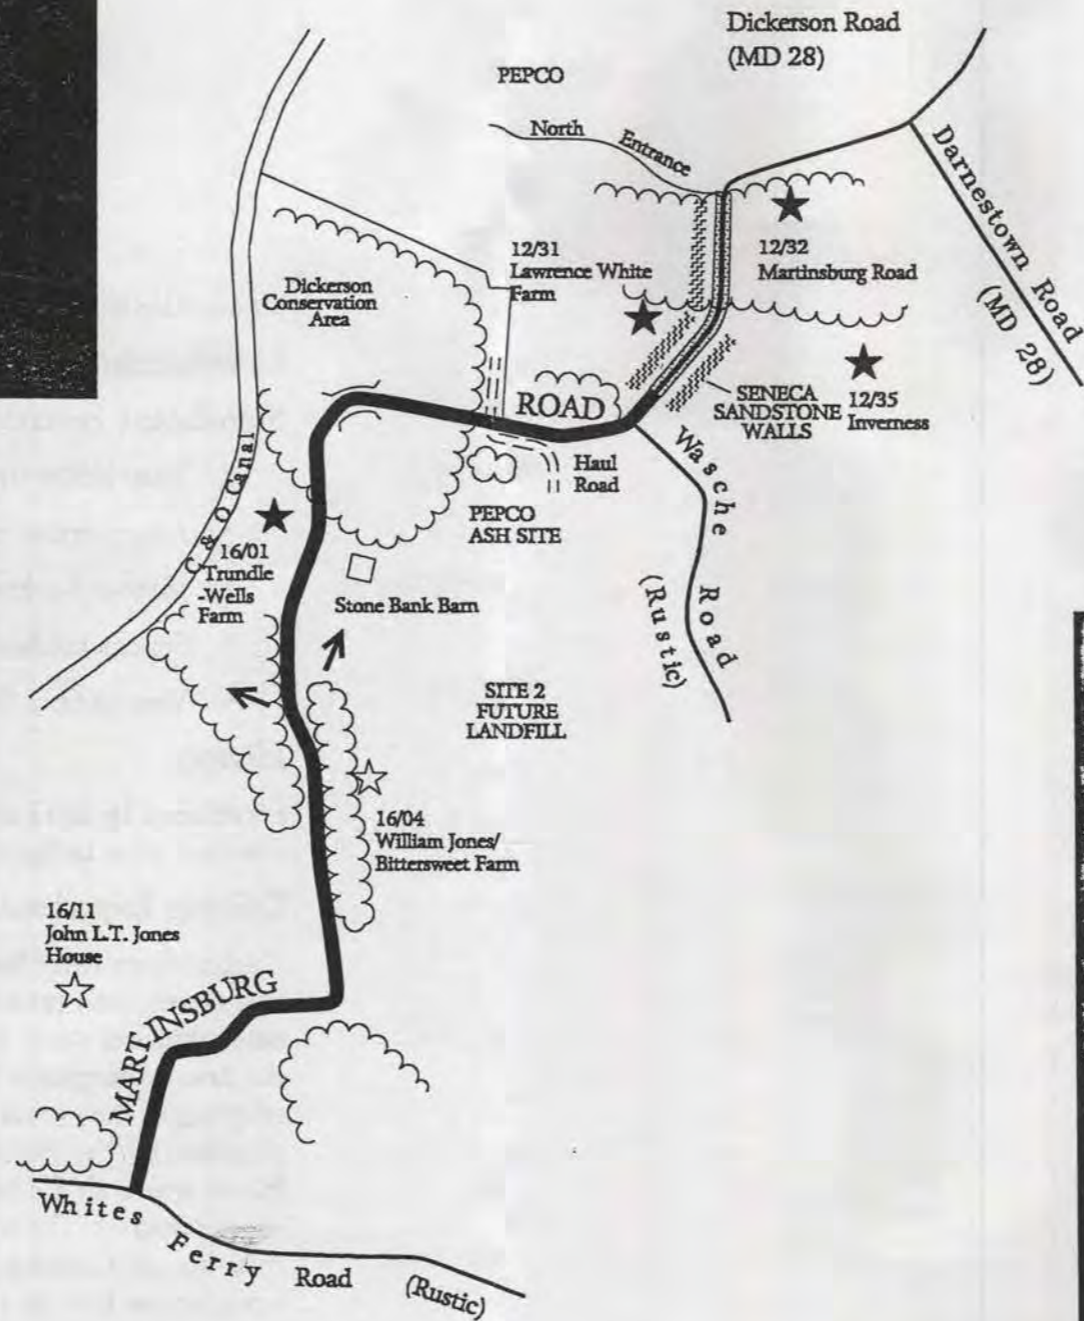 Dickerson Road
(MD 28)
PEPCO
North Entrance
Darnestown Road
(MD 28)
12/31
Lawrence White
Farm
12/32
Martinsburg Road
Dickerson
Conservation
Area
ROAD
SENECA
SANDSTONE
WALLS
12/35
Inverness
Wasche Road
(Rustic)
Haul
Road
PEPCO
ASH SITE
C & O Canal
16/01
Trundle
-Wells
Farm
Stone Bank Barn
SITE 2
FUTURE
LANDFILL
16/04
William Jones/
Bittersweet Farm
16/11
John L.T. Jones
House
MARTINSBURG
Whites Ferry Road (Rustic)